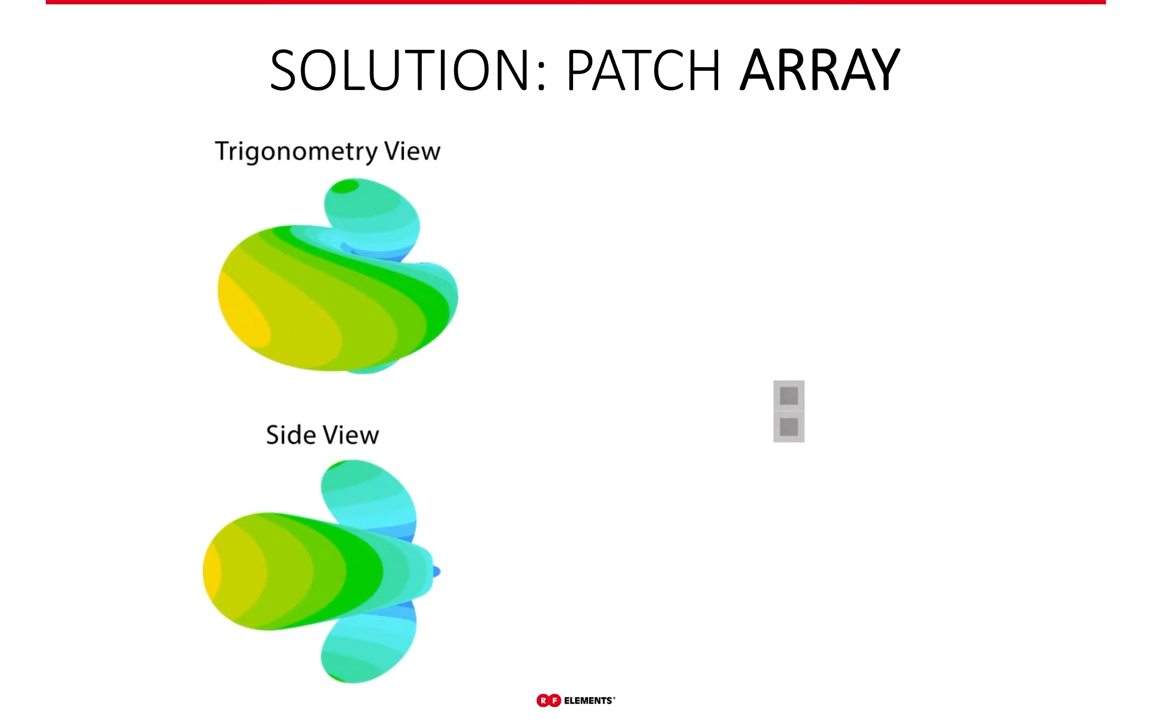 SOLUTION: PATCH ARRAY
Trigonometry View
Side View
RF ELEMENTS®